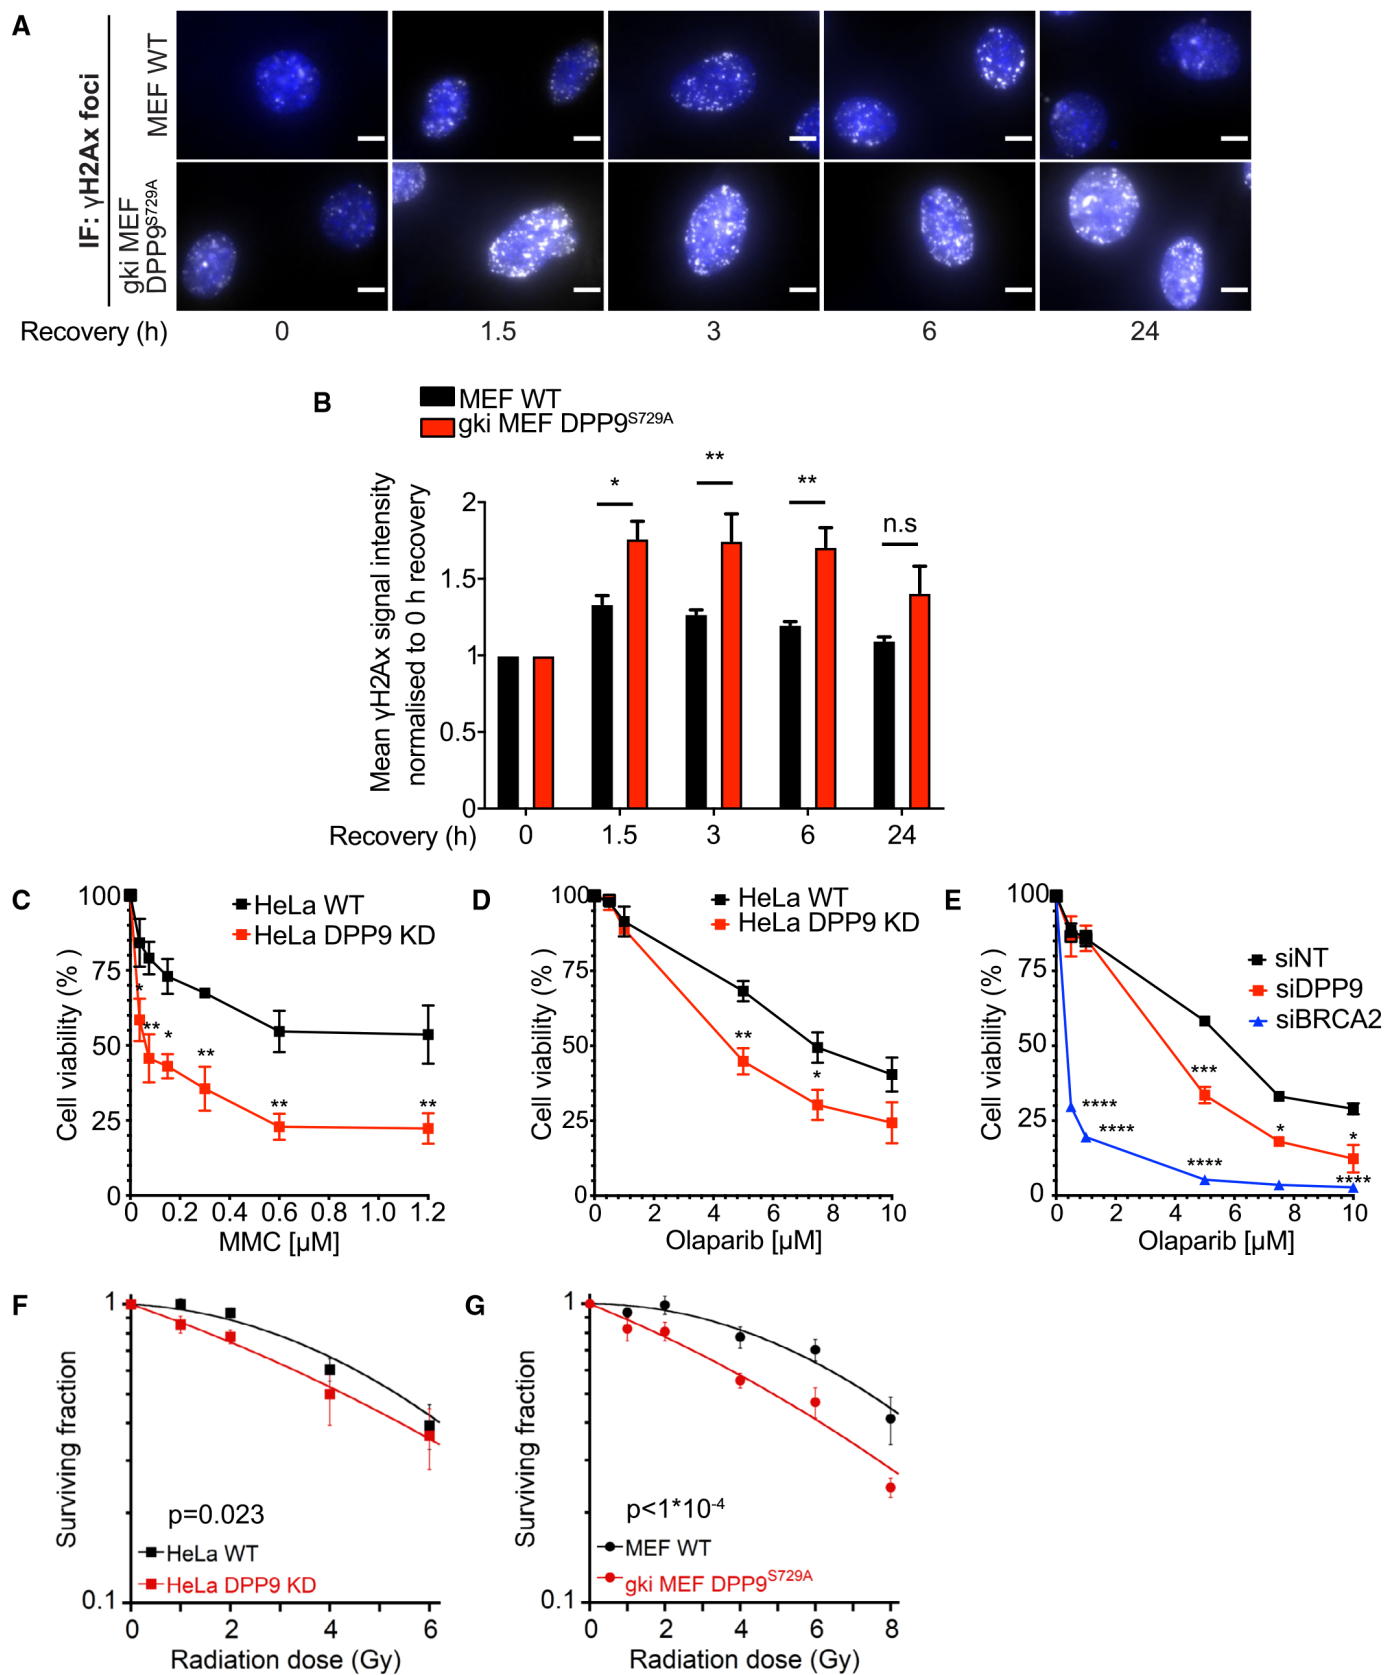 A
IF: γH2Ax foci
MEF WT
gki MEF
DPP9S729A
Recovery (h)
0
1.5
3
6
24
B
MEF WT
gki MEF DPP9S729A
Mean γH2Ax signal intensity
normalised to 0 h recovery
2
1.5
1
0.5
0
*
**
**
n.s
Recovery (h)
0
1.5
3
6
24
C
Cell viability (% )
100
75
50
25
0
HeLa WT
HeLa DPP9 KD
*
**
*
**
**
**
0
0.2
0.4
0.6
0.8
1.0
1.2
MMC [µM]
D
Cell viability (% )
100
75
50
25
0
HeLa WT
HeLa DPP9 KD
**
*
0
2
4
6
8
10
Olaparib [µM]
E
Cell viability (% )
100
75
50
25
0
siNT
siDPP9
siBRCA2
***
*
*
****
****
****
****
0
2
4
6
8
10
Olaparib [µM]
F
Surviving fraction
1
0.1
p=0.023
HeLa WT
HeLa DPP9 KD
0
2
4
6
Radiation dose (Gy)
G
Surviving fraction
1
0.1
p<1*10-4
MEF WT
gki MEF DPP9S729A
0
2
4
6
8
Radiation dose (Gy)